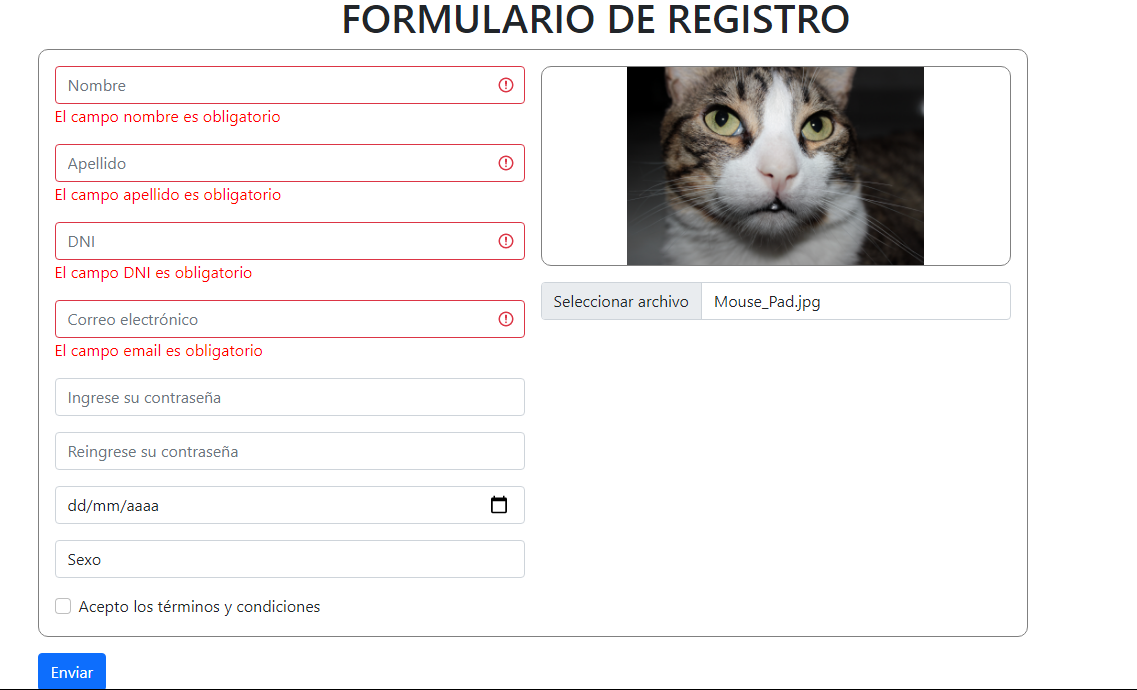 FORMULARIO DE REGISTRO
Nombre
El campo nombre es obligatorio
Apellido
El campo apellido es obligatorio
DNI
El campo DNI es obligatorio
Correo electrónico
El campo email es obligatorio
Ingrese su contraseña
Reingrese su contraseña
dd/mm/aaaa
Sexo
Acepto los términos y condiciones
Seleccionar archivo Mouse_Pad.jpg
Enviar